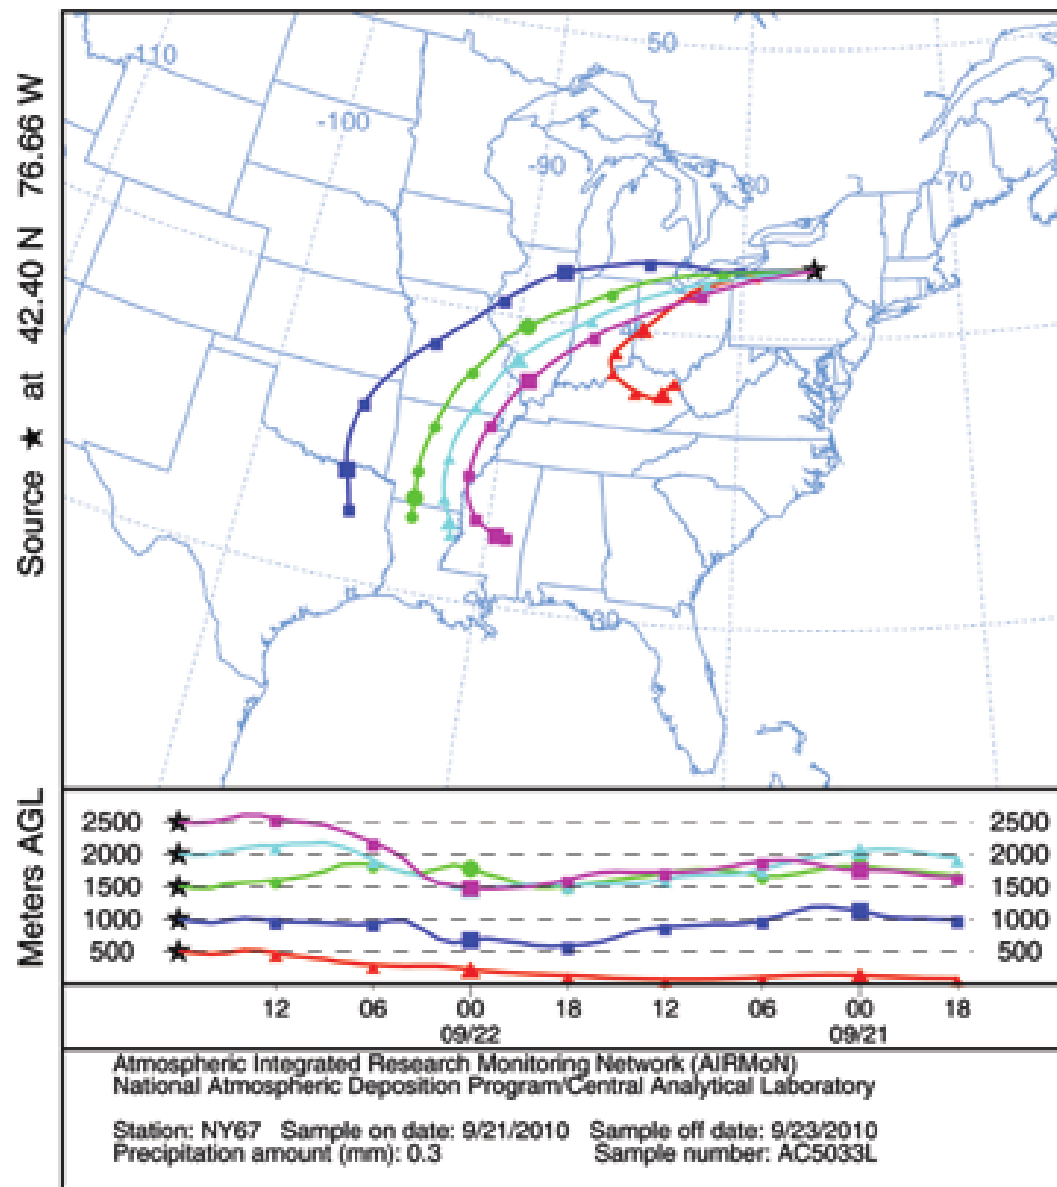 Source ★ at 42.40 N 76.66 W
-110
50
-100
-90
-80
-70
30
Meters AGL
2500 2500
2000 2000
1500 1500
1000 1000
500 500
12 06 00 18 12 06 00 18
09/22 09/21
Atmospheric Integrated Research Monitoring Network (AIRMoN)
National Atmospheric Deposition Program/Central Analytical Laboratory
Station: NY67 Sample on date: 9/21/2010 Sample off date: 9/23/2010
Precipitation amount (mm): 0.3 Sample number: AC5033L